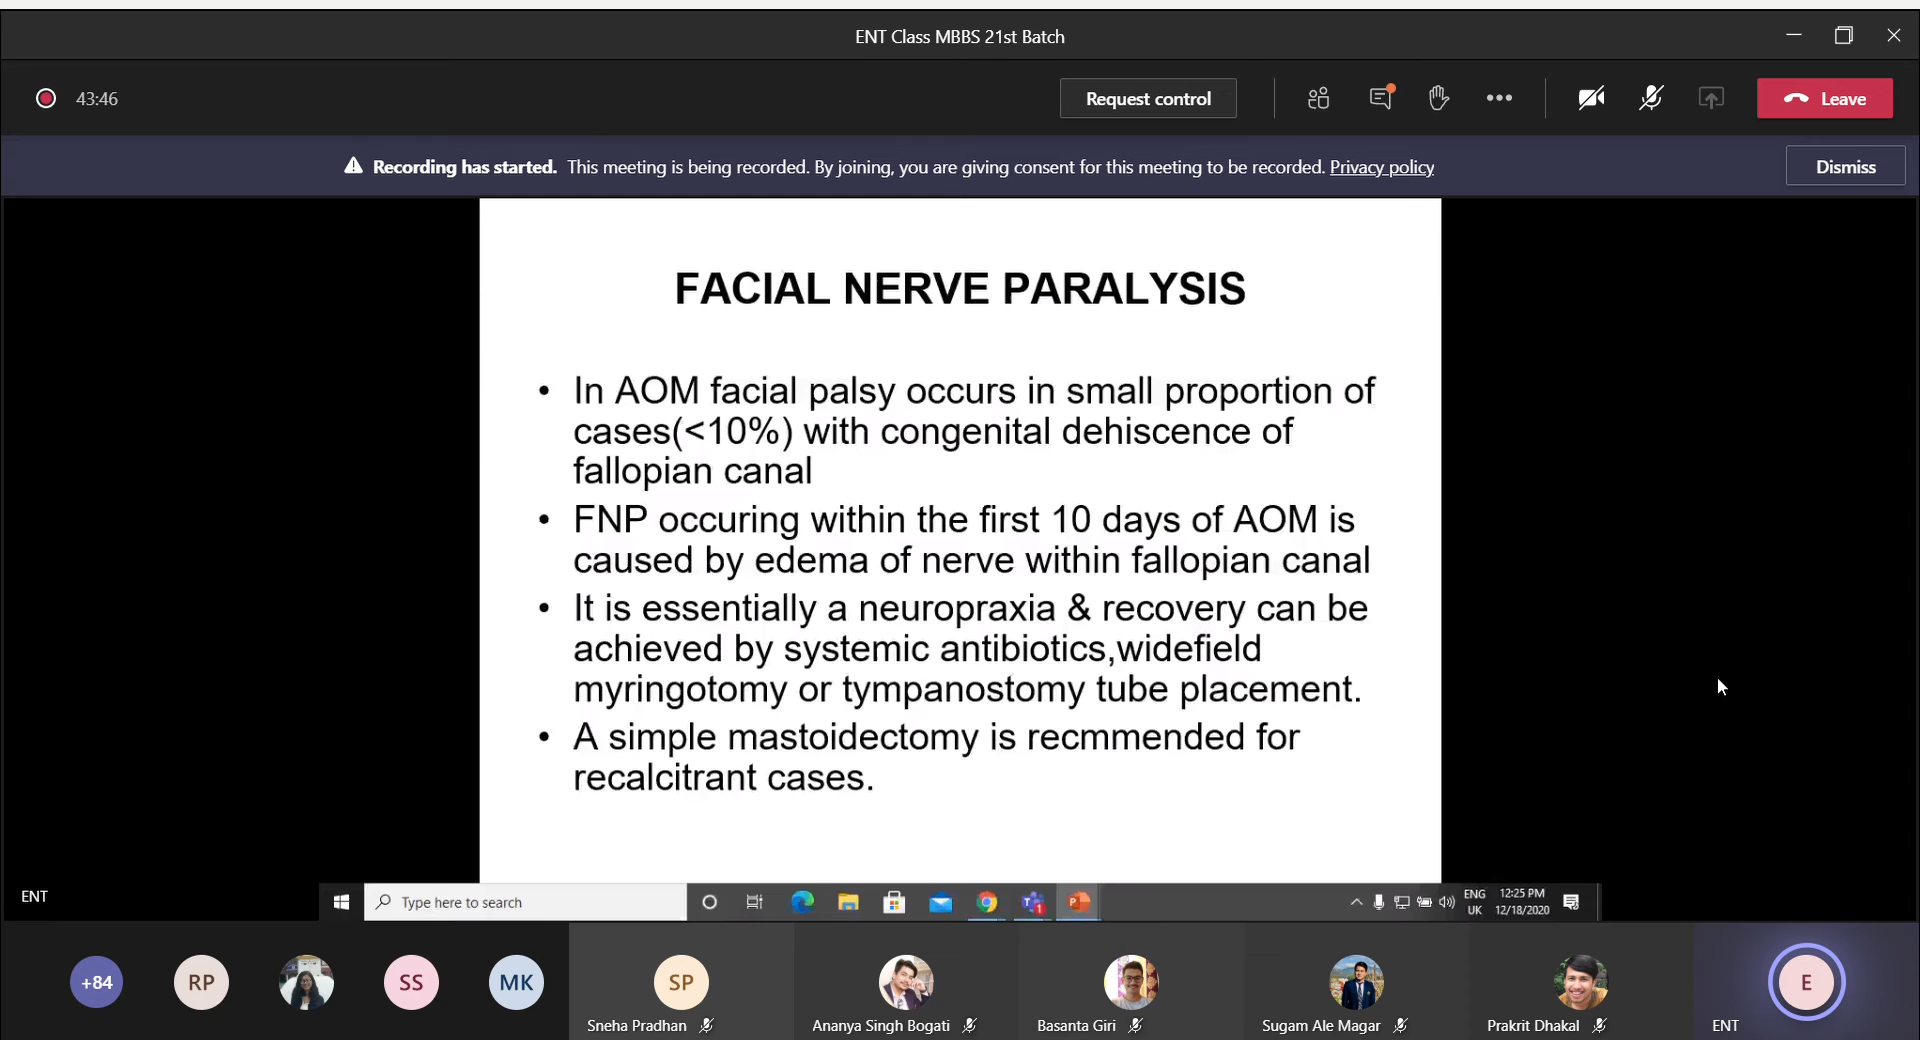 ENT Class MBBS 21st Batch
43:46
Request control
Leave
Recording has started. This meeting is being recorded. By joining, you are giving consent for this meeting to be recorded. Privacy policy
Dismiss
FACIAL NERVE PARALYSIS
• In AOM facial palsy occurs in small proportion of
cases(<10%) with congenital dehiscence of
fallopian canal
• FNP occuring within the first 10 days of AOM is
caused by edema of nerve within fallopian canal
• It is essentially a neuropraxia & recovery can be
achieved by systemic antibiotics,widefield
myringotomy or tympanostomy tube placement.
• A simple mastoidectomy is recmmended for
recalcitrant cases.
ENT
Type here to search
ENG
UK
12:25 PM
12/18/2020
+84
RP
SS
MK
SP
E
Sneha Pradhan
Ananya Singh Bogati
Basanta Giri
Sugam Ale Magar
Prakrit Dhakal
ENT